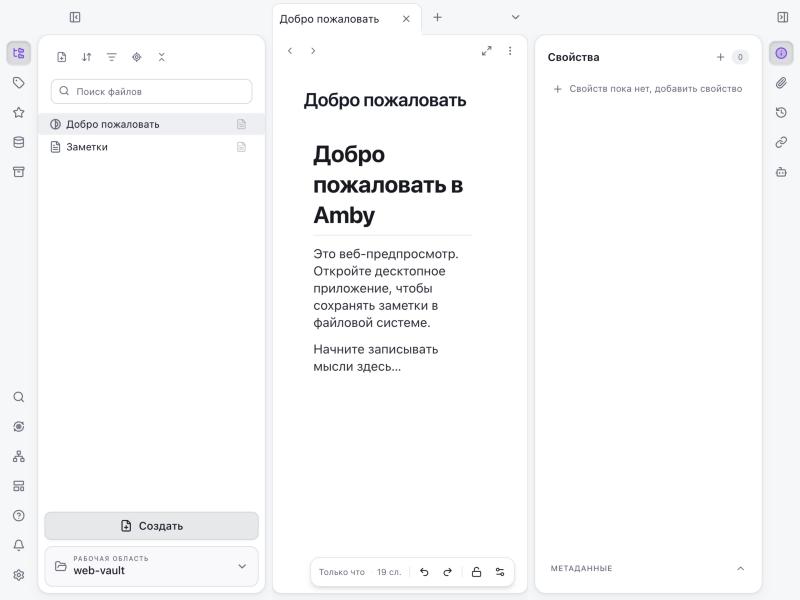 Добро пожаловать
Поиск файлов
Добро пожаловать
Заметки
Создать
РАБОЧАЯ ОБЛАСТЬ
web-vault
Добро пожаловать
Добро
пожаловать в
Amby
Это веб-предпросмотр.
Откройте десктопное
приложение, чтобы
сохранять заметки в
файловой системе.
Начните записывать
мысли здесь...
Только что · 19 сл.
Свойства
0
Свойств пока нет, добавить свойство
МЕТАДАННЫЕ